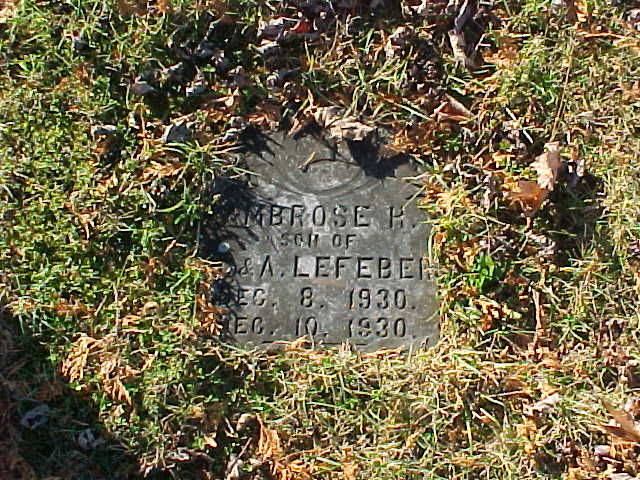 AMBROSE H.
SON OF
& A. LEFEBER
DEC. 8. 1930.
DEC. 10. 1930.